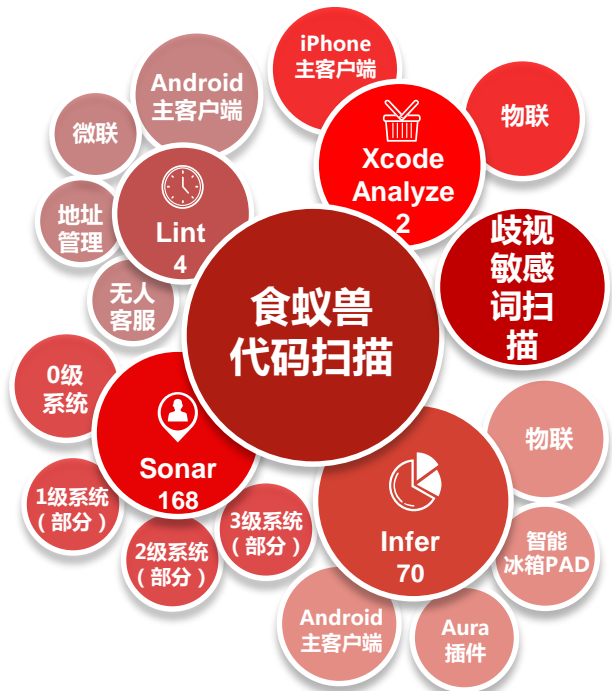 iPhone
主客户端
Android
主客户端
微联
物联
Xcode
Analyze
2
地址
管理
Lint
4
歧视
敏感
词扫
描
无人
客服
食蚁兽
代码扫描
0级
系统
Sonar
168
物联
1级系统
（部分）
2级系统
（部分）
3级系统
（部分）
Infer
70
智能
冰箱PAD
Android
主客户端
Aura
插件